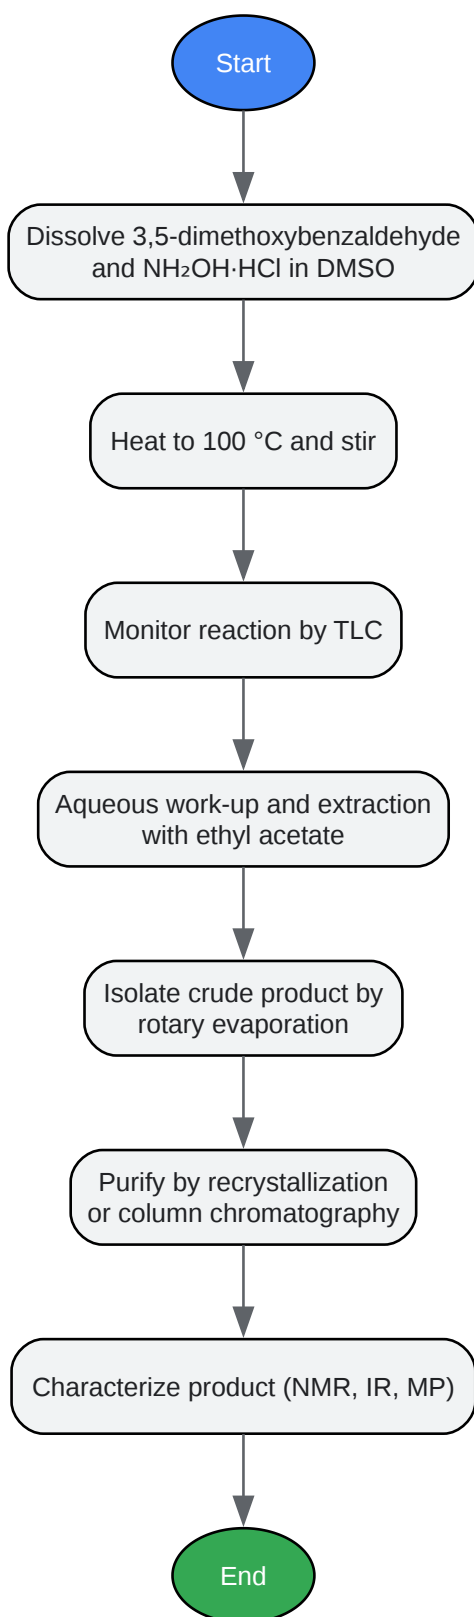 Start
Dissolve 3,5-dimethoxybenzaldehyde
and NH₂OH·HCl in DMSO
Heat to 100 °C and stir
Monitor reaction by TLC
Aqueous work-up and extraction
with ethyl acetate
Isolate crude product by
rotary evaporation
Purify by recrystallization
or column chromatography
Characterize product (NMR, IR, MP)
End